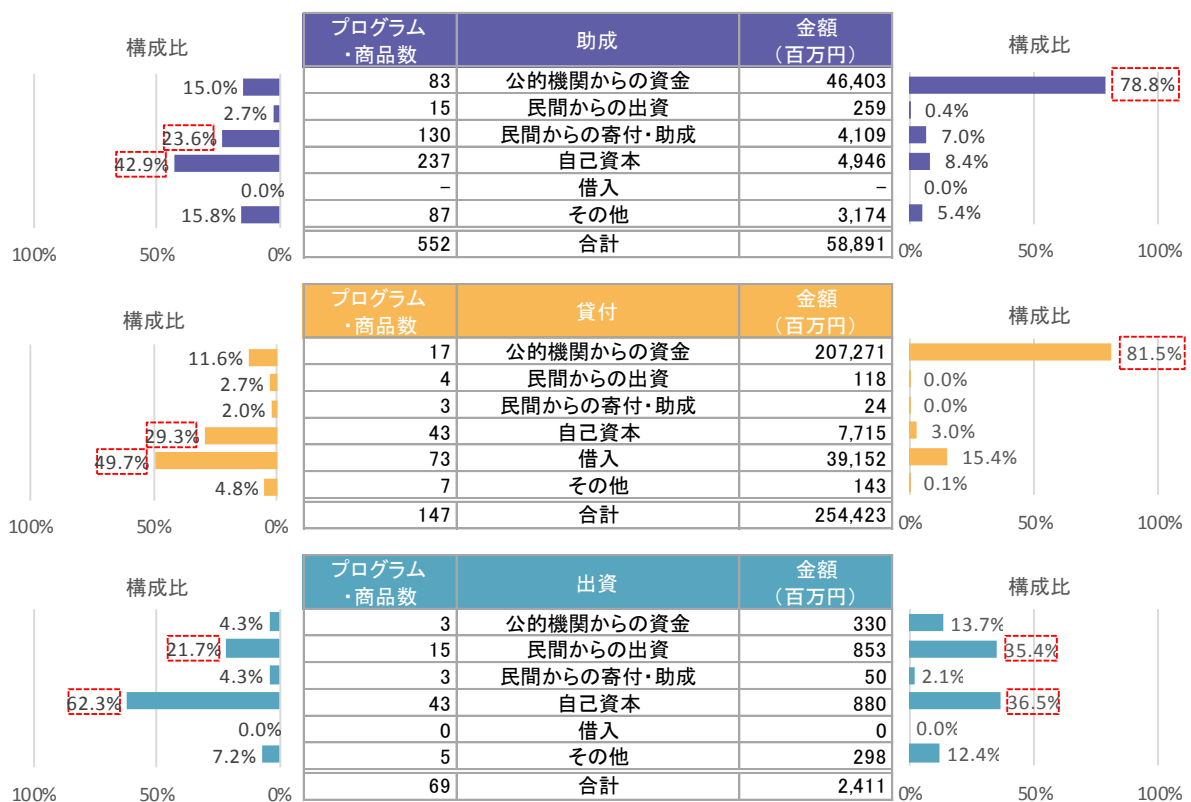 構成比
15.0%
2.7%
23.6%
42.9%
0.0%
15.8%
100% 50% 0%
プログラム・商品数 助成 金額（百万円）
83 公的機関からの資金 46,403
15 民間からの出資 259
130 民間からの寄付・助成 4,109
237 自己資本 4,946
− 借入 −
87 その他 3,174
552 合計 58,891
構成比
78.8%
0.4%
7.0%
8.4%
0.0%
5.4%
0% 50% 100%
構成比
11.6%
2.7%
2.0%
29.3%
49.7%
4.8%
100% 50% 0%
プログラム・商品数 貸付 金額（百万円）
17 公的機関からの資金 207,271
4 民間からの出資 118
3 民間からの寄付・助成 24
43 自己資本 7,715
73 借入 39,152
7 その他 143
147 合計 254,423
構成比
81.5%
0.0%
0.0%
3.0%
15.4%
0.1%
0% 50% 100%
構成比
4.3%
21.7%
4.3%
62.3%
0.0%
7.2%
100% 50% 0%
プログラム・商品数 出資 金額（百万円）
3 公的機関からの資金 330
15 民間からの出資 853
3 民間からの寄付・助成 50
43 自己資本 880
0 借入 0
5 その他 298
69 合計 2,411
構成比
13.7%
35.4%
2.1%
36.5%
0.0%
12.4%
0% 50% 100%